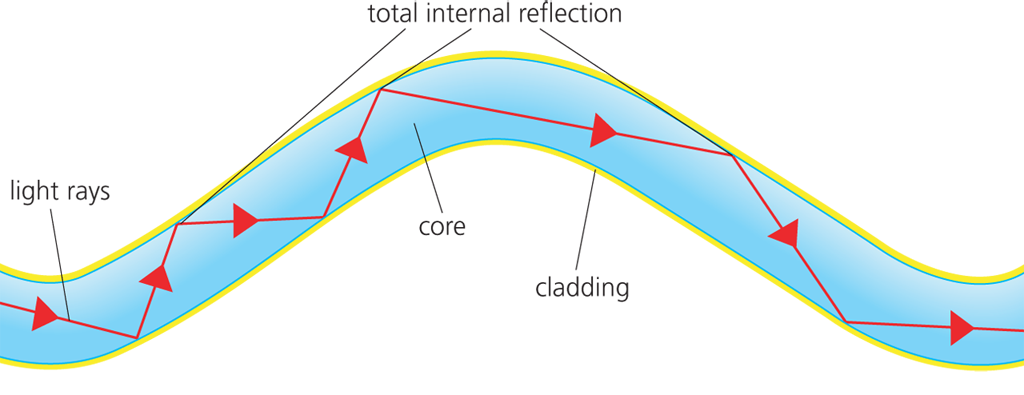 total internal reflection
light rays
core
cladding